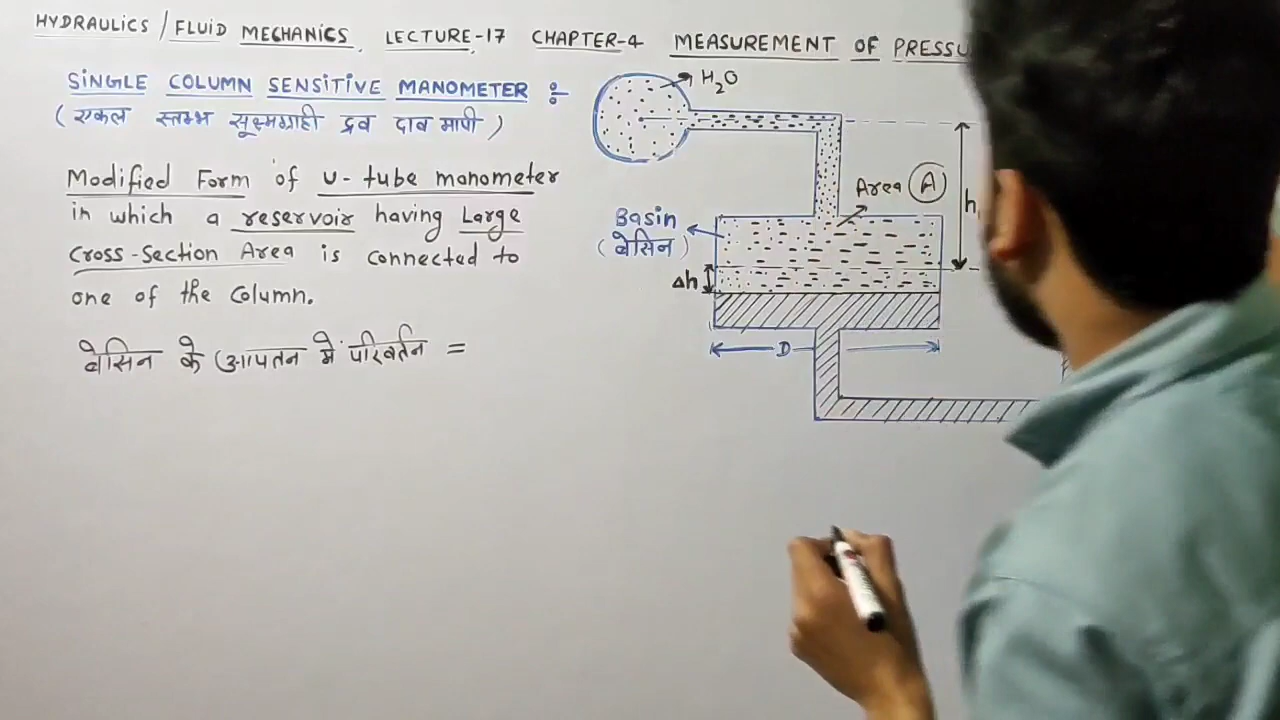 HYDRAULICS / FLUID MECHANICS, LECTURE-17 CHAPTER-4 MEASUREMENT OF
SINGLE COLUMN SENSITIVE MANOMETER :-
( एकल स्तम्भ सूक्ष्मग्राही द्रव दाब मापी )
Modified Form of U-tube manometer
in which a reservoir having Large
Cross-Section Area is connected to
one of the column.
बेसिन के आयतन में परिवर्तन =
H₂O
Area A
h
Basin
( बेसिन )
Δh
D